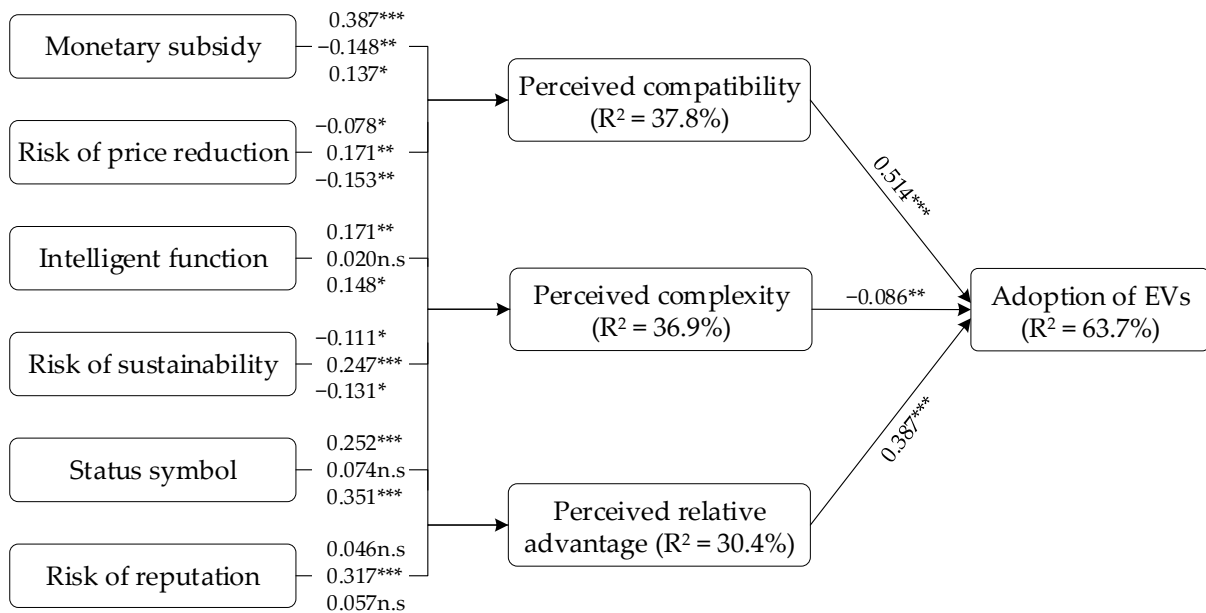 Monetary subsidy
0.387***
−0.148**
0.137*
Risk of price reduction
−0.078*
0.171**
−0.153**
Intelligent function
0.171**
0.020n.s
0.148*
Risk of sustainability
−0.111*
0.247***
−0.131*
Status symbol
0.252***
0.074n.s
0.351***
Risk of reputation
0.046n.s
0.317***
0.057n.s
Perceived compatibility
(R² = 37.8%)
Perceived complexity
(R² = 36.9%)
Perceived relative
advantage (R² = 30.4%)
0.514***
−0.086**
0.387***
Adoption of EVs
(R² = 63.7%)